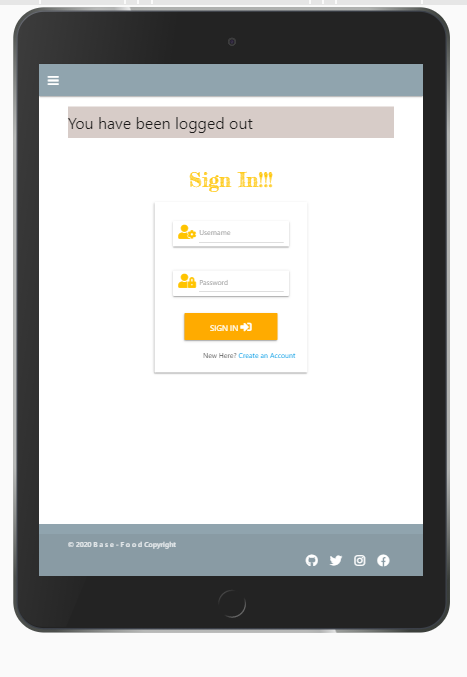 You have been logged out
Sign In!!!
Username
Password
SIGN IN
New Here? Create an Account
© 2020 B a s e - F o o d Copyright